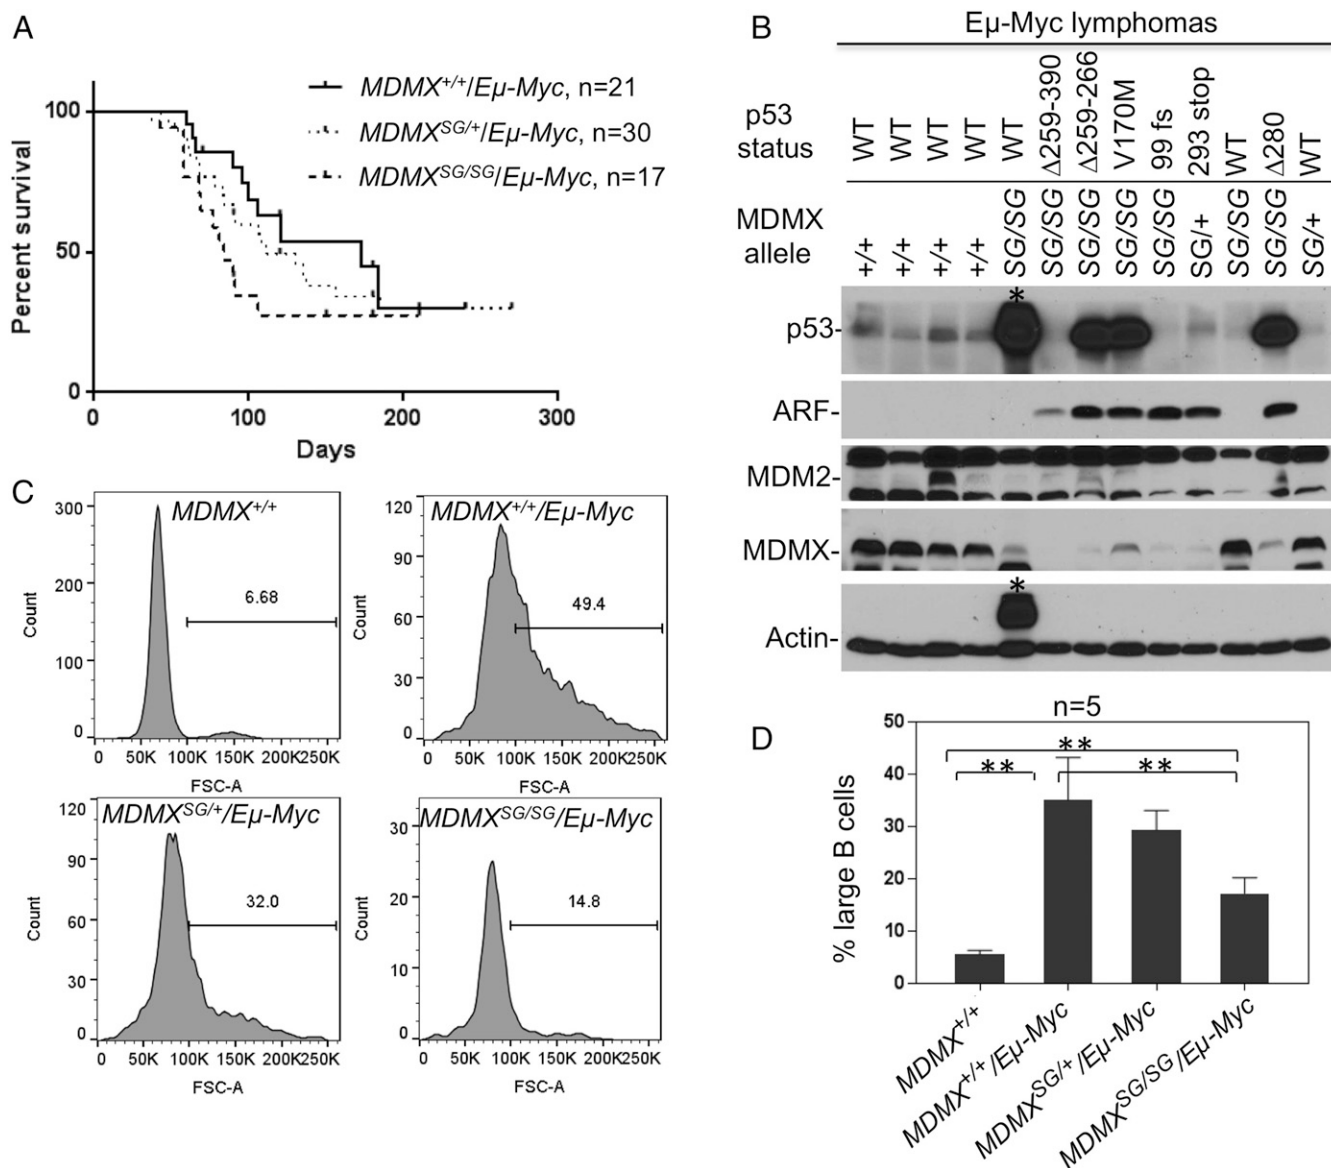 A
MDMX+/+/Eμ-Myc, n=21
MDMXSG/+/Eμ-Myc, n=30
MDMXSG/SG/Eμ-Myc, n=17
Percent survival
100
50
0
0 100 200 300
Days
B
Eμ-Myc lymphomas
p53 status
WT WT WT WT WT Δ259-390 Δ259-266 V170M 99 fs 293 stop WT Δ280 WT
MDMX allele
+/+ +/+ +/+ +/+ SG/SG SG/SG SG/SG SG/SG SG/SG SG/+ SG/SG SG/SG SG/+
*
p53-
ARF-
MDM2-
MDMX-
*
Actin-
C
MDMX+/+
6.68
Count
300
200
100
0
0 50K 100K 150K 200K 250K
FSC-A
MDMX+/+/Eμ-Myc
49.4
Count
120
90
60
30
0
0 50K 100K 150K 200K 250K
FSC-A
MDMXSG/+/Eμ-Myc
32.0
Count
120
90
60
30
0
0 50K 100K 150K 200K 250K
FSC-A
MDMXSG/SG/Eμ-Myc
14.8
Count
30
20
10
0
0 50K 100K 150K 200K 250K
FSC-A
D
n=5
% large B cells
50
40
30
20
10
0
**
** **
MDMX+/+
MDMX+/+/Eμ-Myc
MDMXSG/+/Eμ-Myc
MDMXSG/SG/Eμ-Myc